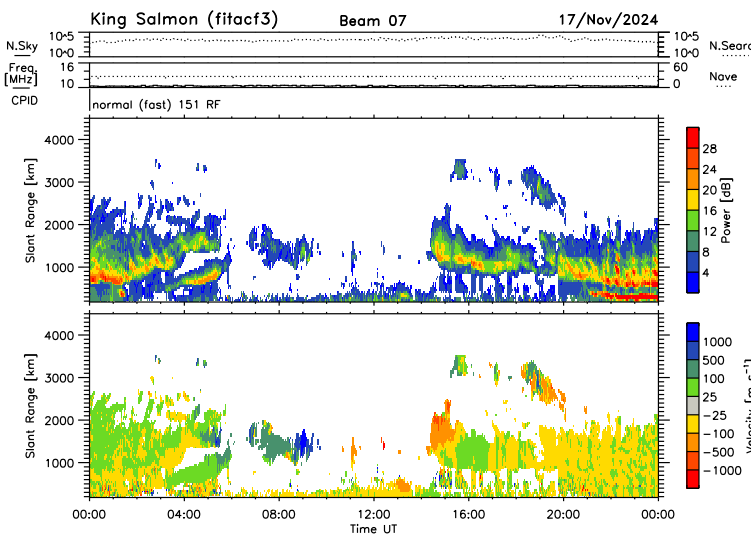 King Salmon (fitacf3) Beam 07 17/Nov/2024
N.Sky 10^5 10^0 10^5 10^0 N.Sear
Freq [MHz] 16 10 60 0 Nave
CPID normal (fast) 151 RF
Slant Range [km] 4000 3000 2000 1000
Power [dB] 28 24 20 16 12 8 4
Slant Range [km] 4000 3000 2000 1000
Velocity [m s⁻¹] 1000 500 100 25 -25 -100 -500 -1000
00:00 04:00 08:00 12:00 16:00 20:00 00:00
Time UT